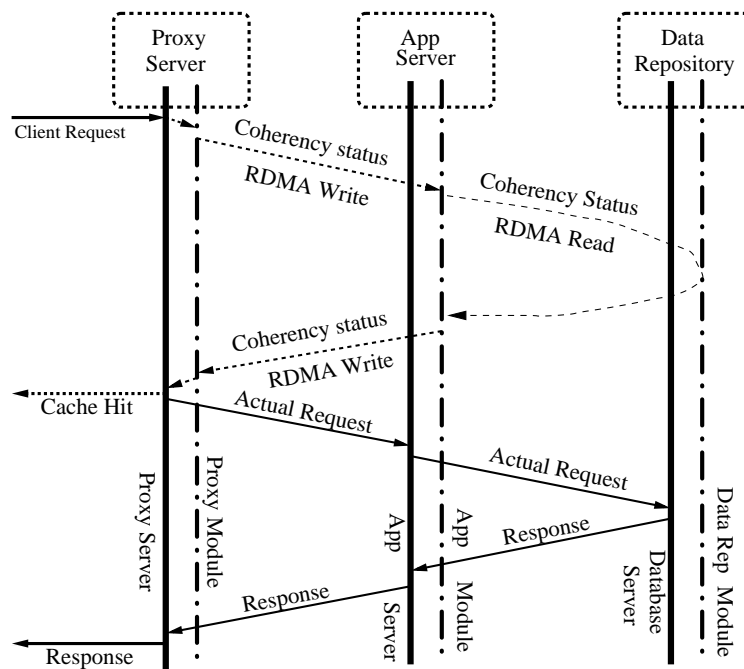 Proxy
Server
App
Server
Data
Repository
Client Request
Coherency status
RDMA Write
Coherency Status
RDMA Read
Coherency status
RDMA Write
Cache Hit
Actual Request
Actual Request
Response
Response
Response
Proxy Server
Proxy Module
App Server
App Module
Database
Server
Data Rep Module